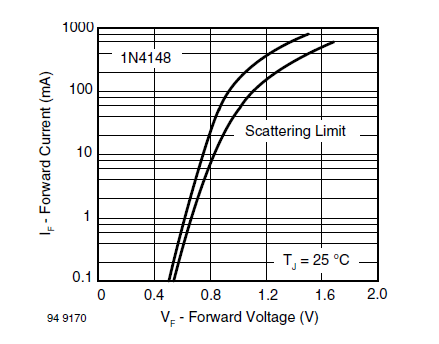 1000
1N4148
100
Scattering Limit
10
1
T_J = 25 °C
0.1
0 0.4 0.8 1.2 1.6 2.0
I_F - Forward Current (mA)
94 9170
V_F - Forward Voltage (V)